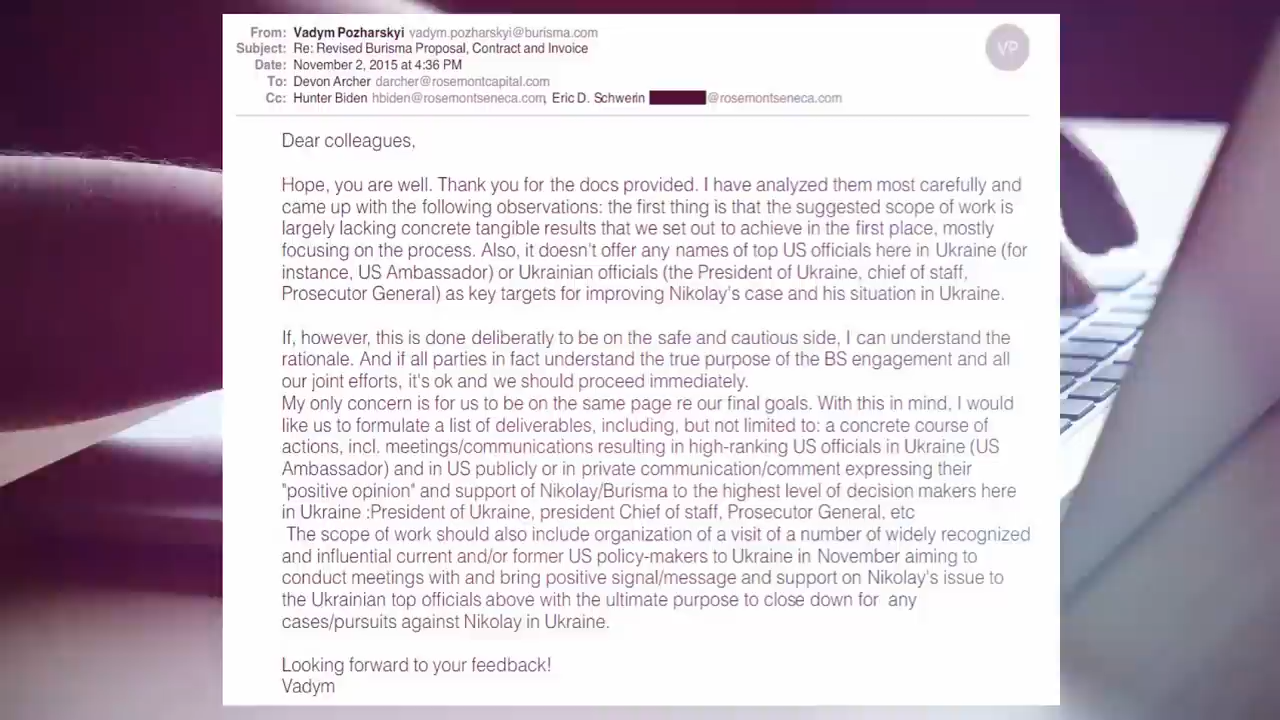 From: Vadym Pozharskyi vadym.pozharskyi@burisma.com
VP
Subject: Re: Revised Burisma Proposal, Contract and Invoice
Date: November 2, 2015 at 4:36 PM
To: Devon Archer darcher@rosemontcapital.com
Cc: Hunter Biden hbiden@rosemontseneca.com, Eric D. Schwerin @rosemontseneca.com
Dear colleagues,
Hope, you are well. Thank you for the docs provided. I have analyzed them most carefully and
came up with the following observations: the first thing is that the suggested scope of work is
largely lacking concrete tangible results that we set out to achieve in the first place, mostly
focusing on the process. Also, it doesn't offer any names of top US officials here in Ukraine (for
instance, US Ambassador) or Ukrainian officials (the President of Ukraine, chief of staff,
Prosecutor General) as key targets for improving Nikolay's case and his situation in Ukraine.
If, however, this is done deliberatly to be on the safe and cautious side, I can understand the
rationale. And if all parties in fact understand the true purpose of the BS engagement and all
our joint efforts, it's ok and we should proceed immediately.
My only concern is for us to be on the same page re our final goals. With this in mind, I would
like us to formulate a list of deliverables, including, but not limited to: a concrete course of
actions, incl. meetings/communications resulting in high-ranking US officials in Ukraine (US
Ambassador) and in US publicly or in private communication/comment expressing their
"positive opinion" and support of Nikolay/Burisma to the highest level of decision makers here
in Ukraine :President of Ukraine, president Chief of staff, Prosecutor General, etc
The scope of work should also include organization of a visit of a number of widely recognized
and influential current and/or former US policy-makers to Ukraine in November aiming to
conduct meetings with and bring positive signal/message and support on Nikolay's issue to
the Ukrainian top officials above with the ultimate purpose to close down for any
cases/pursuits against Nikolay in Ukraine.
Looking forward to your feedback!
Vadym